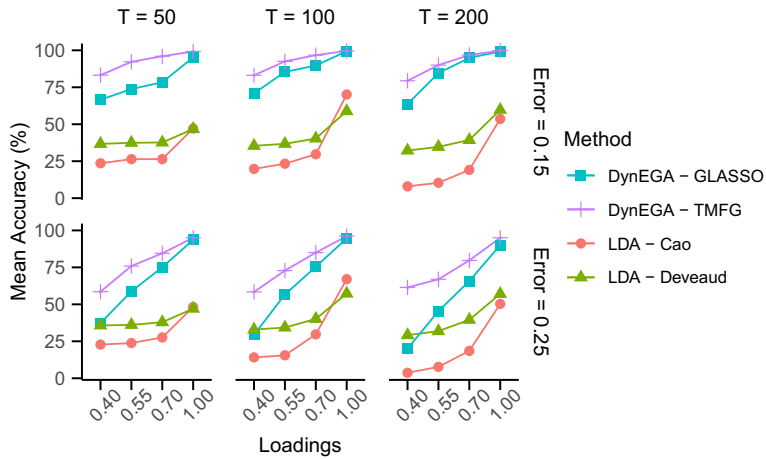 T = 50
T = 100
T = 200
Mean Accuracy (%)
100
75
50
25
0
Error = 0.15
100
75
50
25
0
Error = 0.25
0.40
0.55
0.70
1.00
0.40
0.55
0.70
1.00
0.40
0.55
0.70
1.00
Loadings
Method
DynEGA − GLASSO
DynEGA − TMFG
LDA − Cao
LDA − Deveaud